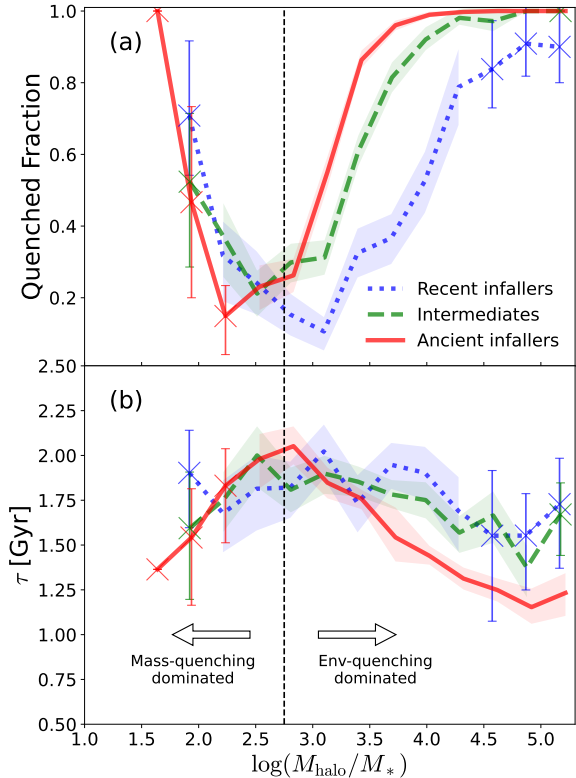 (a)
1.0
0.8
0.6
0.4
0.2
Quenched Fraction
Recent infallers
Intermediates
Ancient infallers
(b)
2.50
2.25
2.00
1.75
1.50
1.25
1.00
0.75
0.50
τ [Gyr]
Mass-quenching
dominated
Env-quenching
dominated
1.0 1.5 2.0 2.5 3.0 3.5 4.0 4.5 5.0
log(M_halo/M_*)